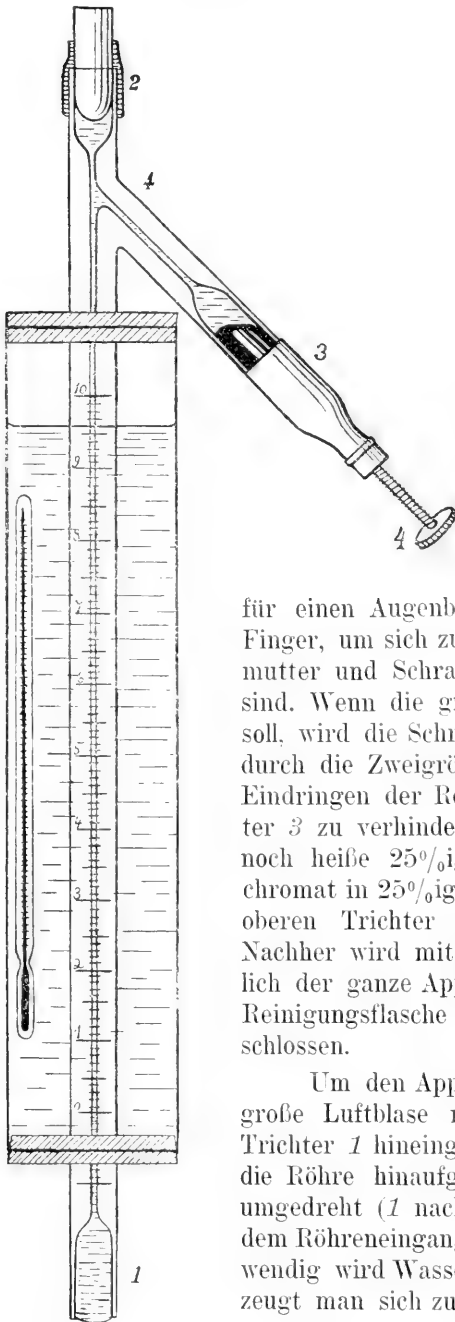 2
4
3
4
10
9
8
7
6
5
4
3
2
1
0
1
für einen Augenb
Finger, um sich zu
mutter und Schra
sind. Wenn die g
soll, wird die Schr
durch die Zweigrö
Eindringen der Re
ter 3 zu verhinde
noch heiße 25%ig
chromat in 25%ig
oberen Trichter
Nachher wird mit
lich der ganze App
Reinigungsflasche
schlossen.
Um den App
große Luftblase
Trichter 1 hineing
die Röhre hinaufg
umgedreht (1 nac
dem Röhreneingan
wendig wird Wasse
zeugt man sich zu